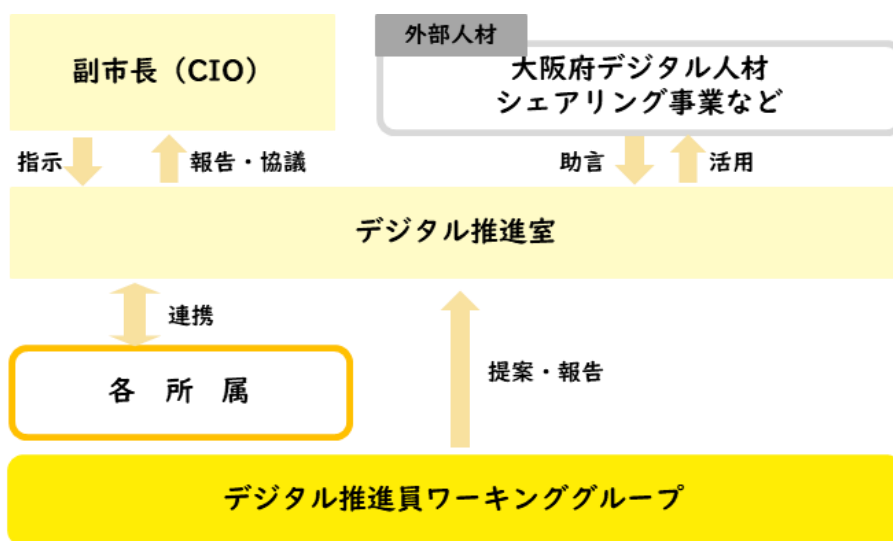 外部人材
副市長（CIO）
大阪府デジタル人材
シェアリング事業など
指示
報告・協議
助言
活用
デジタル推進室
連携
提案・報告
各　所　属
デジタル推進員ワーキンググループ